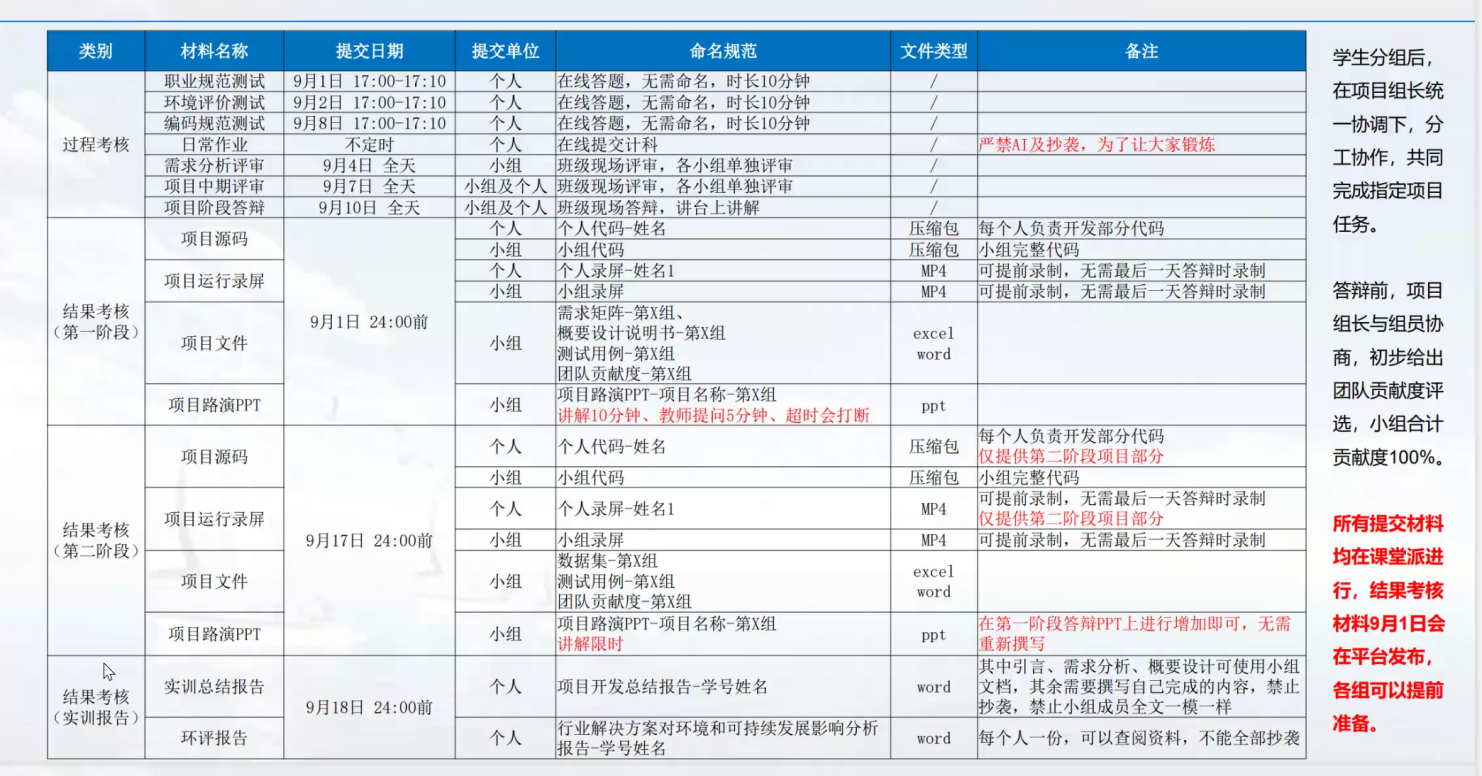 类别 材料名称 提交日期 提交单位 命名规范 文件类型 备注
过程考核
职业规范测试 9月1日 17:00-17:10 个人 在线答题，无需命名，时长10分钟 /
环境评价测试 9月2日 17:00-17:10 个人 在线答题，无需命名，时长10分钟 /
编码规范测试 9月8日 17:00-17:10 个人 在线答题，无需命名，时长10分钟 /
日常作业 不定时 个人 在线提交计科 / 严禁AI及抄袭，为了让大家锻炼
需求分析评审 9月4日 全天 小组 班级现场评审，各小组单独评审 /
项目中期评审 9月7日 全天 小组及个人 班级现场评审，各小组单独评审 /
项目阶段答辩 9月10日 全天 小组及个人 班级现场答辩，讲台上讲解 /
结果考核
（第一阶段）
9月1日 24:00前
项目源码
个人 个人代码-姓名 压缩包 每个人负责开发部分代码
小组 小组代码 压缩包 小组完整代码
项目运行录屏
个人 个人录屏-姓名1 MP4 可提前录制，无需最后一天答辩时录制
小组 小组录屏 MP4 可提前录制，无需最后一天答辩时录制
项目文件 小组
需求矩阵-第X组、
概要设计说明书-第X组
测试用例-第X组
团队贡献度-第X组
excel
word
项目路演PPT 小组
项目路演PPT-项目名称-第X组
讲解10分钟、教师提问5分钟、超时会打断
ppt
结果考核
（第二阶段）
9月17日 24:00前
项目源码
个人 个人代码-姓名 压缩包
每个人负责开发部分代码
仅提供第二阶段项目部分
小组 小组代码 压缩包 小组完整代码
项目运行录屏
个人 个人录屏-姓名1 MP4
可提前录制，无需最后一天答辩时录制
仅提供第二阶段项目部分
小组 小组录屏 MP4 可提前录制，无需最后一天答辩时录制
项目文件 小组
数据集-第X组
测试用例-第X组
团队贡献度-第X组
excel
word
项目路演PPT 小组
项目路演PPT-项目名称-第X组
讲解限时
ppt
在第一阶段答辩PPT上进行增加即可，无需
重新撰写
结果考核
（实训报告）
9月18日 24:00前
实训总结报告 个人 项目开发总结报告-学号姓名 word
其中引言、需求分析、概要设计可使用小组
文档，其余需要撰写自己完成的内容，禁止
抄袭，禁止小组成员全文一模一样
环评报告 个人
行业解决方案对环境和可持续发展影响分析
报告-学号姓名
word 每个人一份，可以查阅资料，不能全部抄袭
学生分组后，
在项目组长统
一协调下，分
工协作，共同
完成指定项目
任务。
答辩前，项目
组长与组员协
商，初步给出
团队贡献度评
选，小组合计
贡献度100%。
所有提交材料
均在课堂派进
行，结果考核
材料9月1日会
在平台发布，
各组可以提前
准备。